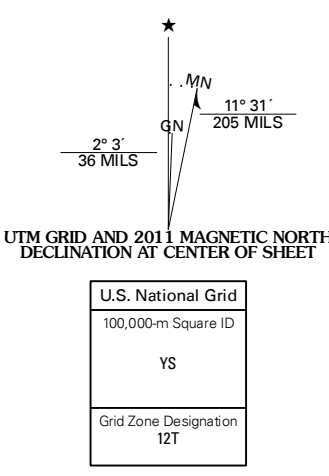 MN
11° 31´
205 MILS
GN
2° 3´
36 MILS
UTM GRID AND 2011 MAGNETIC NORTH
DECLINATION AT CENTER OF SHEET
U.S. National Grid
100,000-m Square ID
YS
Grid Zone Designation
12T